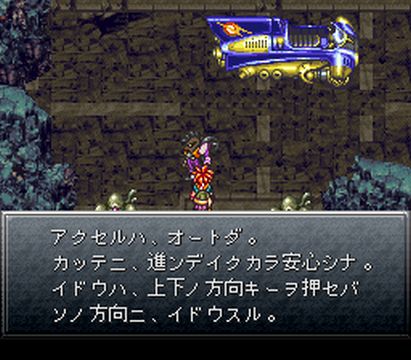 アクセルハ、オートダ。
カッテニ、進ンデイタカラ安心シナ。
イドウハ、上下ノ方向キーヲ押セバ
ンノ方向ニ、イドウスル。